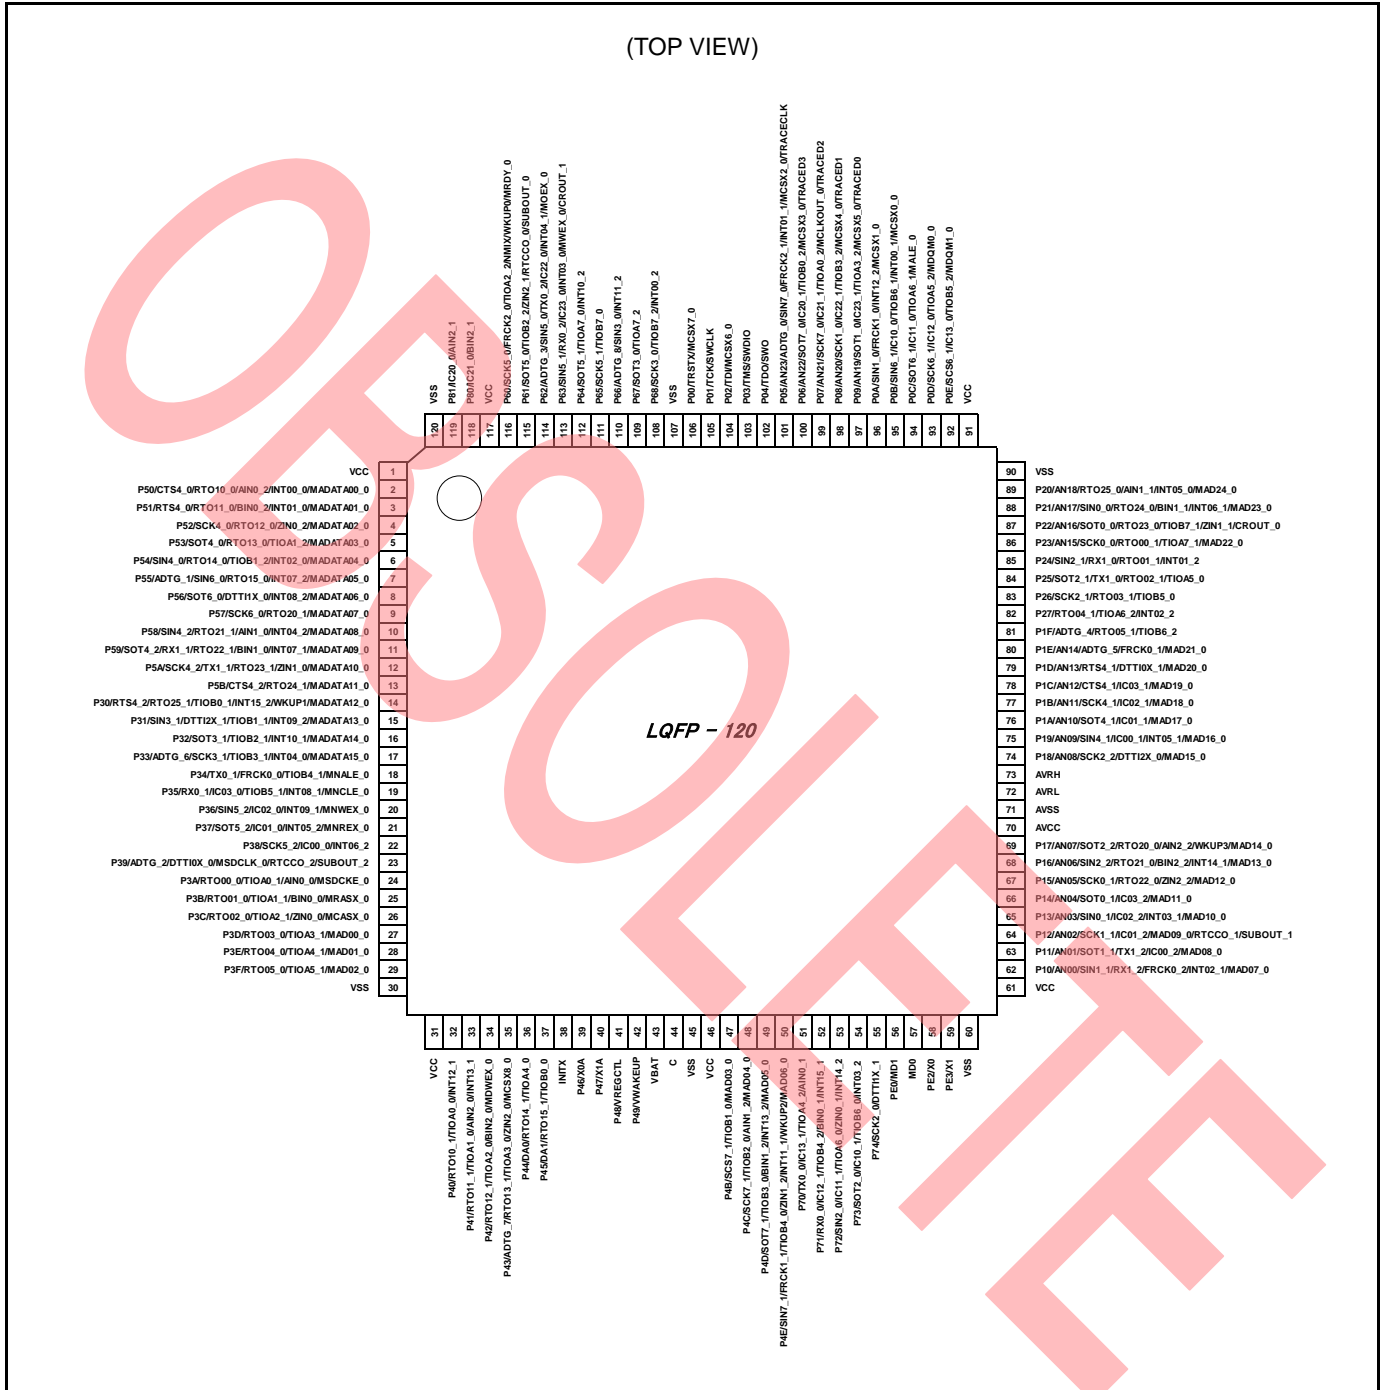 (TOP VIEW)
VSS
P81/IC20_0/AIN2_1
P80/IC21_0/BIN2_1
VCC
P60/SCK5_0/FRCK2_0/TIOA2_2/NMIX/WKUP0/MRDY_0
P61/SOT5_0/TIOB2_2/ZIN2_1/RTCCO_0/SUBOUT_0
P62/ADTG_3/SIN5_0/TX0_2/IC22_0/INT04_1/MOEX_0
P63/SIN5_1/RX0_2/IC23_0/INT03_0/MWEX_0/CROUT_1
P64/SOT5_1/TIOA7_0/INT10_2
P65/SCK5_1/TIOB7_0
P66/ADTG_8/SIN3_0/INT11_2
P67/SOT3_0/TIOA7_2
P68/SCK3_0/TIOB7_2/INT00_2
VSS
P00/TRSTX/MCSX7_0
P01/TCK/SWCLK
P02/TDI/MCSX6_0
P03/TMS/SWDIO
P04/TDO/SWO
P05/AN23/ADTG_0/SIN7_0/FRCK2_1/INT01_1/MCSX2_0/TRACECLK
P06/AN22/SOT7_0/IC20_1/TIOB0_2/MCSX3_0/TRACED3
P07/AN21/SCK7_0/IC21_1/TIOA0_2/MCLKOUT_0/TRACED2
P08/AN20/SCK1_0/IC22_1/TIOB3_2/MCSX4_0/TRACED1
P09/AN19/SOT1_0/IC23_1/TIOA3_2/MCSX5_0/TRACED0
P0A/SIN1_0/FRCK1_0/INT12_2/MCSX1_0
P0B/SIN6_1/IC10_0/TIOB6_1/INT00_1/MCSX0_0
P0C/SOT6_1/IC11_0/TIOA6_1/MALE_0
P0D/SCK6_1/IC12_0/TIOA5_2/MDQM0_0
P0E/SCS6_1/IC13_0/TIOB5_2/MDQM1_0
VCC
120 119 118 117 116 115 114 113 112 111 110 109 108 107 106 105 104 103 102 101 100 99 98 97 96 95 94 93 92 91
VCC 1
P50/CTS4_0/RTO10_0/AIN0_2/INT00_0/MADATA00_0 2
P51/RTS4_0/RTO11_0/BIN0_2/INT01_0/MADATA01_0 3
P52/SCK4_0/RTO12_0/ZIN0_2/MADATA02_0 4
P53/SOT4_0/RTO13_0/TIOA1_2/MADATA03_0 5
P54/SIN4_0/RTO14_0/TIOB1_2/INT02_0/MADATA04_0 6
P55/ADTG_1/SIN6_0/RTO15_0/INT07_2/MADATA05_0 7
P56/SOT6_0/DTTI1X_0/INT08_2/MADATA06_0 8
P57/SCK6_0/RTO20_1/MADATA07_0 9
P58/SIN4_2/RTO21_1/AIN1_0/INT04_2/MADATA08_0 10
P59/SOT4_2/RX1_1/RTO22_1/BIN1_0/INT07_1/MADATA09_0 11
P5A/SCK4_2/TX1_1/RTO23_1/ZIN1_0/MADATA10_0 12
P5B/CTS4_2/RTO24_1/MADATA11_0 13
P30/RTS4_2/RTO25_1/TIOB0_1/INT15_2/WKUP1/MADATA12_0 14
P31/SIN3_1/DTTI2X_1/TIOB1_1/INT09_2/MADATA13_0 15
P32/SOT3_1/TIOB2_1/INT10_1/MADATA14_0 16
P33/ADTG_6/SCK3_1/TIOB3_1/INT04_0/MADATA15_0 17
P34/TX0_1/FRCK0_0/TIOB4_1/MNALE_0 18
P35/RX0_1/IC03_0/TIOB5_1/INT08_1/MNCLE_0 19
P36/SIN5_2/IC02_0/INT09_1/MNWEX_0 20
P37/SOT5_2/IC01_0/INT05_2/MNREX_0 21
P38/SCK5_2/IC00_0/INT06_2 22
P39/ADTG_2/DTTI0X_0/MSDCLK_0/RTCCO_2/SUBOUT_2 23
P3A/RTO00_0/TIOA0_1/AIN0_0/MSDCKE_0 24
P3B/RTO01_0/TIOA1_1/BIN0_0/MRASX_0 25
P3C/RTO02_0/TIOA2_1/ZIN0_0/MCASX_0 26
P3D/RTO03_0/TIOA3_1/MAD00_0 27
P3E/RTO04_0/TIOA4_1/MAD01_0 28
P3F/RTO05_0/TIOA5_1/MAD02_0 29
VSS 30
LQFP - 120
90 VSS
89 P20/AN18/RTO25_0/AIN1_1/INT05_0/MAD24_0
88 P21/AN17/SIN0_0/RTO24_0/BIN1_1/INT06_1/MAD23_0
87 P22/AN16/SOT0_0/RTO23_0/TIOB7_1/ZIN1_1/CROUT_0
86 P23/AN15/SCK0_0/RTO00_1/TIOA7_1/MAD22_0
85 P24/SIN2_1/RX1_0/RTO01_1/INT01_2
84 P25/SOT2_1/TX1_0/RTO02_1/TIOA5_0
83 P26/SCK2_1/RTO03_1/TIOB5_0
82 P27/RTO04_1/TIOA6_2/INT02_2
81 P1F/ADTG_4/RTO05_1/TIOB6_2
80 P1E/AN14/ADTG_5/FRCK0_1/MAD21_0
79 P1D/AN13/RTS4_1/DTTI0X_1/MAD20_0
78 P1C/AN12/CTS4_1/IC03_1/MAD19_0
77 P1B/AN11/SCK4_1/IC02_1/MAD18_0
76 P1A/AN10/SOT4_1/IC01_1/MAD17_0
75 P19/AN09/SIN4_1/IC00_1/INT05_1/MAD16_0
74 P18/AN08/SCK2_2/DTTI2X_0/MAD15_0
73 AVRH
72 AVRL
71 AVSS
70 AVCC
69 P17/AN07/SOT2_2/RTO20_0/AIN2_2/WKUP3/MAD14_0
68 P16/AN06/SIN2_2/RTO21_0/BIN2_2/INT14_1/MAD13_0
67 P15/AN05/SCK0_1/RTO22_0/ZIN2_2/MAD12_0
66 P14/AN04/SOT0_1/IC03_2/MAD11_0
65 P13/AN03/SIN0_1/IC02_2/INT03_1/MAD10_0
64 P12/AN02/SCK1_1/IC01_2/MAD09_0/RTCCO_1/SUBOUT_1
63 P11/AN01/SOT1_1/TX1_2/IC00_2/MAD08_0
62 P10/AN00/SIN1_1/RX1_2/FRCK0_2/INT02_1/MAD07_0
61 VCC
31 32 33 34 35 36 37 38 39 40 41 42 43 44 45 46 47 48 49 50 51 52 53 54 55 56 57 58 59 60
VCC
P40/RTO10_1/TIOA0_0/INT12_1
P41/RTO11_1/TIOA1_0/AIN2_0/INT13_1
P42/RTO12_1/TIOA2_0/BIN2_0/MDWEX_0
P43/ADTG_7/RTO13_1/TIOA3_0/ZIN2_0/MCSX8_0
P44/DA0/RTO14_1/TIOA4_0
P45/DA1/RTO15_1/TIOB0_0
INITX
P46/X0A
P47/X1A
P48/VREGCTL
P49/VWAKEUP
VBAT
C
VSS
VCC
P4B/SCS7_1/TIOB1_0/MAD03_0
P4C/SCK7_1/TIOB2_0/AIN1_2/MAD04_0
P4D/SOT7_1/TIOB3_0/BIN1_2/INT13_2/MAD05_0
P4E/SIN7_1/FRCK1_1/TIOB4_0/ZIN1_2/INT11_1/WKUP2/MAD06_0
P70/TX0_0/IC13_1/TIOA4_2/AIN0_1
P71/RX0_0/IC12_1/TIOB4_2/BIN0_1/INT15_1
P72/SIN2_0/IC11_1/TIOA6_0/ZIN0_1/INT14_2
P73/SOT2_0/IC10_1/TIOB6_0/INT03_2
P74/SCK2_0/DTTI1X_1
PE0/MD1
MD0
PE2/X0
PE3/X1
VSS
OBSOLETE